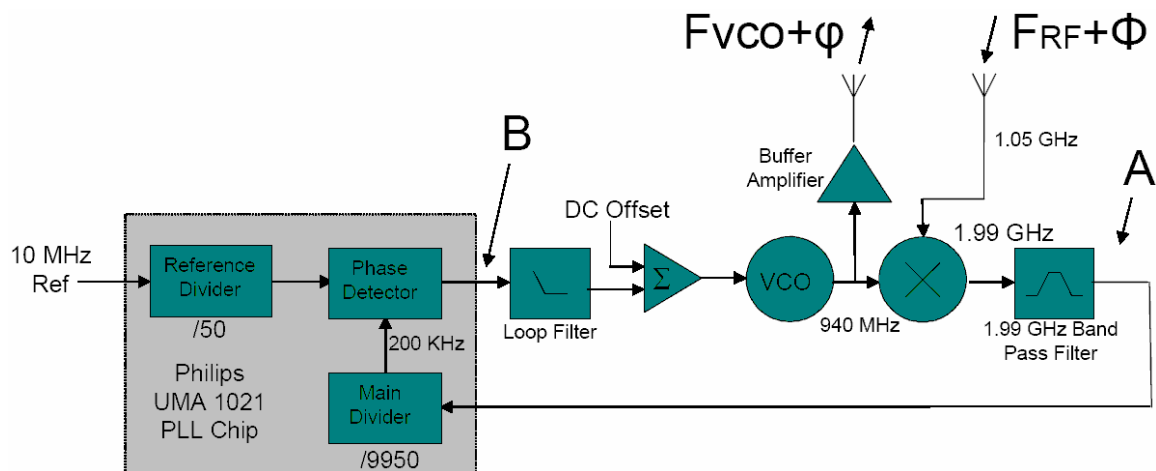 Fvco+φ
FRF+Φ
B
Buffer
Amplifier
1.05 GHz
A
DC Offset
10 MHz
Ref
Reference
Divider
/50
Phase
Detector
Loop Filter
Σ
VCO
940 MHz
1.99 GHz
1.99 GHz Band
Pass Filter
200 KHz
Philips
UMA 1021
PLL Chip
Main
Divider
/9950